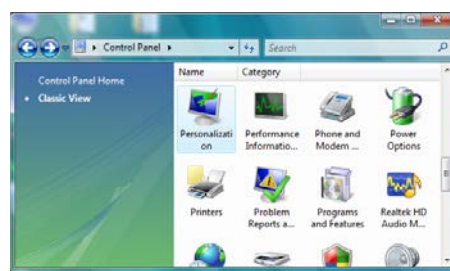 Control Panel
Search
Control Panel Home
Classic View
Name Category
Personalizati
on
Performance
Informatio...
Phone and
Modem ...
Power
Options
Printers
Problem
Reports a...
Programs
and Features
Realtek HD
Audio M...